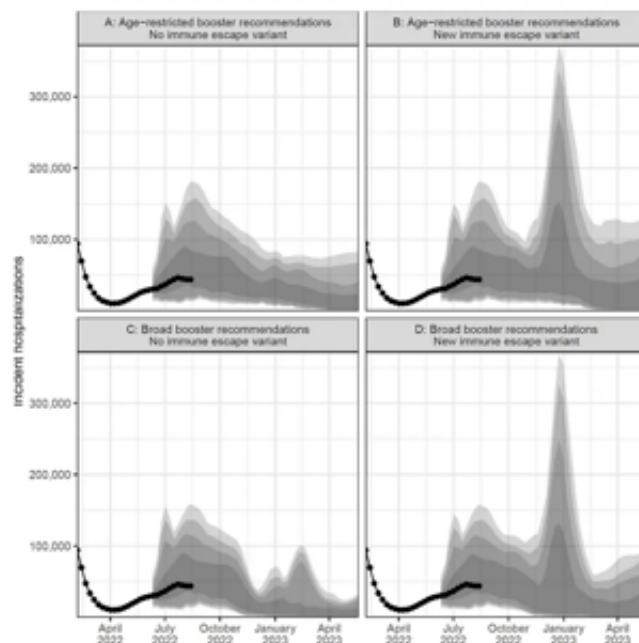 A: Age-restricted booster recommendations
No immune escape variant
B: Age-restricted booster recommendations
New immune escape variant
300,000
200,000
100,000
C: Broad booster recommendations
No immune escape variant
D: Broad booster recommendations
New immune escape variant
Incident hospitalizations
300,000
200,000
100,000
April
2022
July
2022
October
2022
January
2023
April
2023
April
2022
July
2022
October
2022
January
2023
April
2023